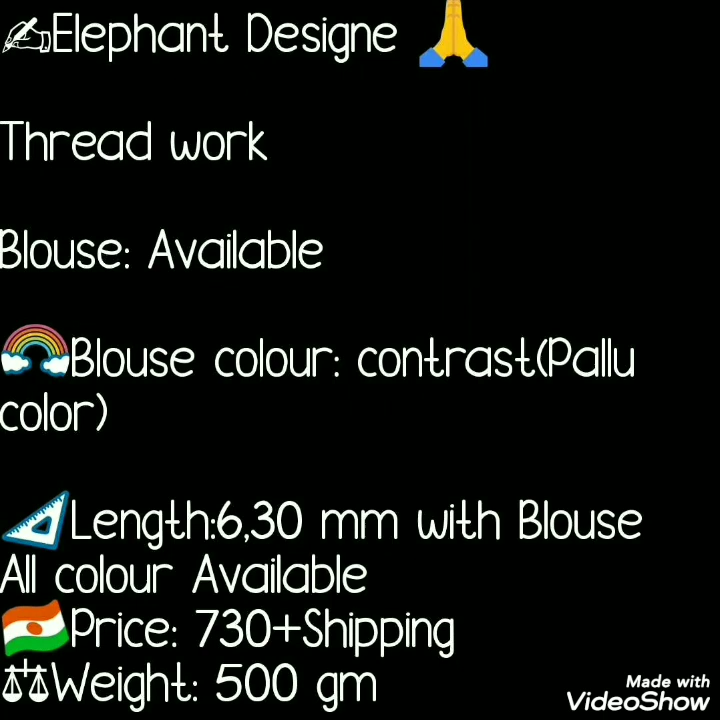 ✍Elephant Designe 🙏
Thread work
Blouse: Available
🌈Blouse colour: contrast(Pallu
color)
📐Length:6,30 mm with Blouse
All colour Available
🇳🇪Price: 730+Shipping
⚖Weight: 500 gm
Made with
VideoShow